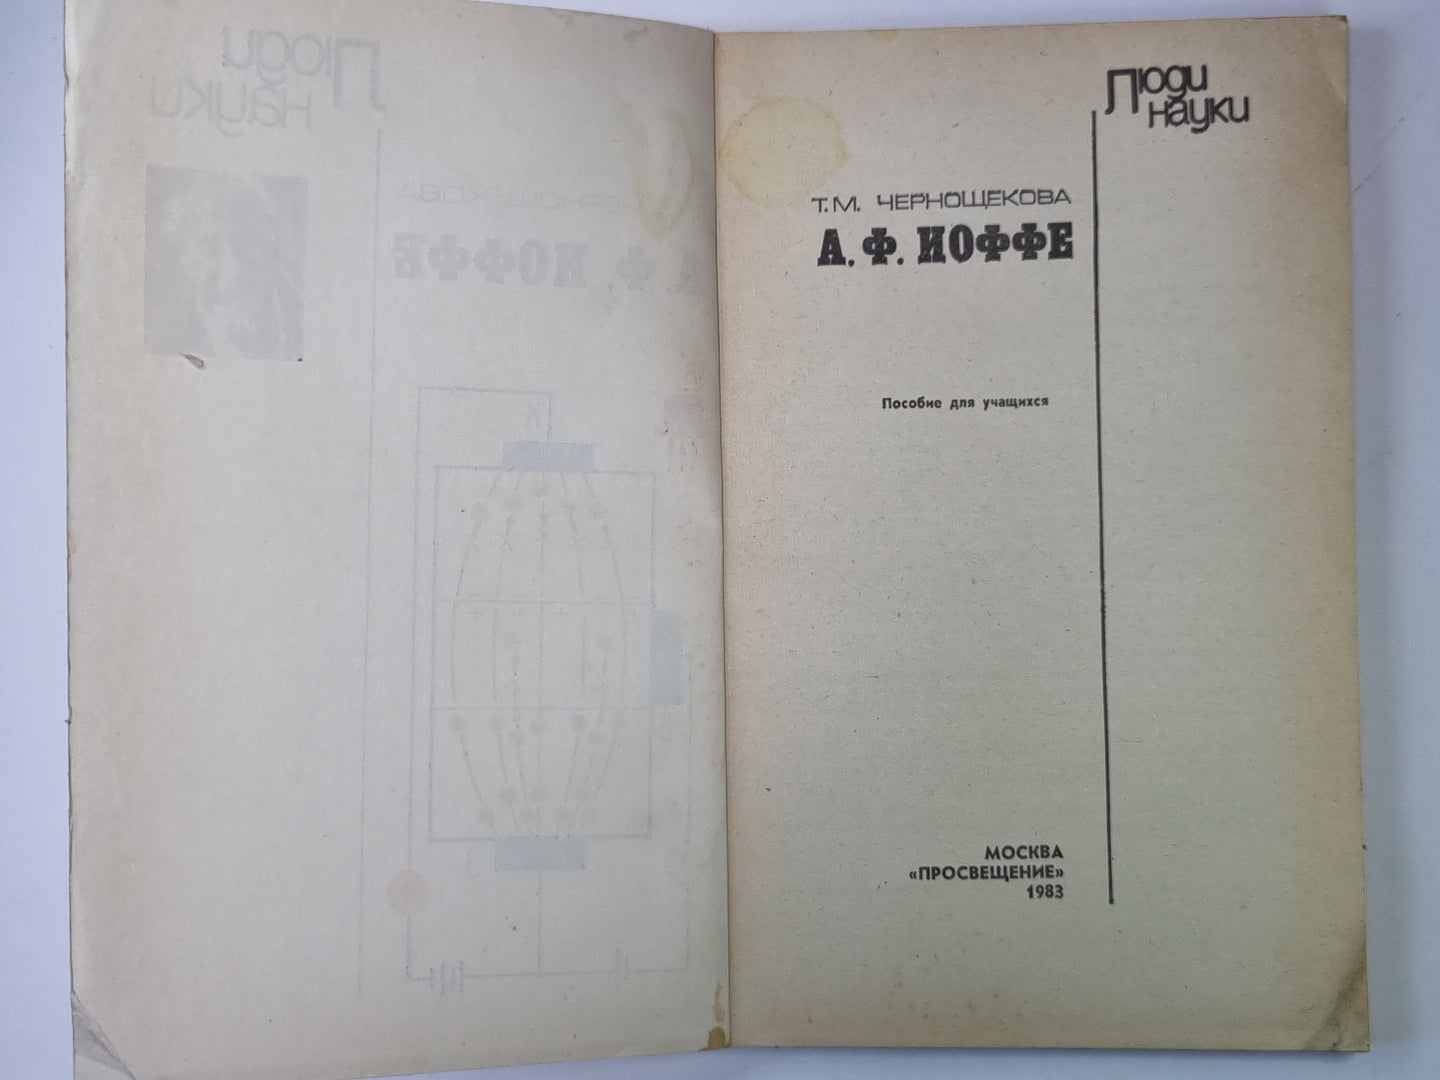 Люди
науки
Т.М. ЧЕРНОЩЕКОВА
А. Ф. ИОФФЕ
Пособие для учащихся
МОСКВА
«ПРОСВЕЩЕНИЕ»
1983